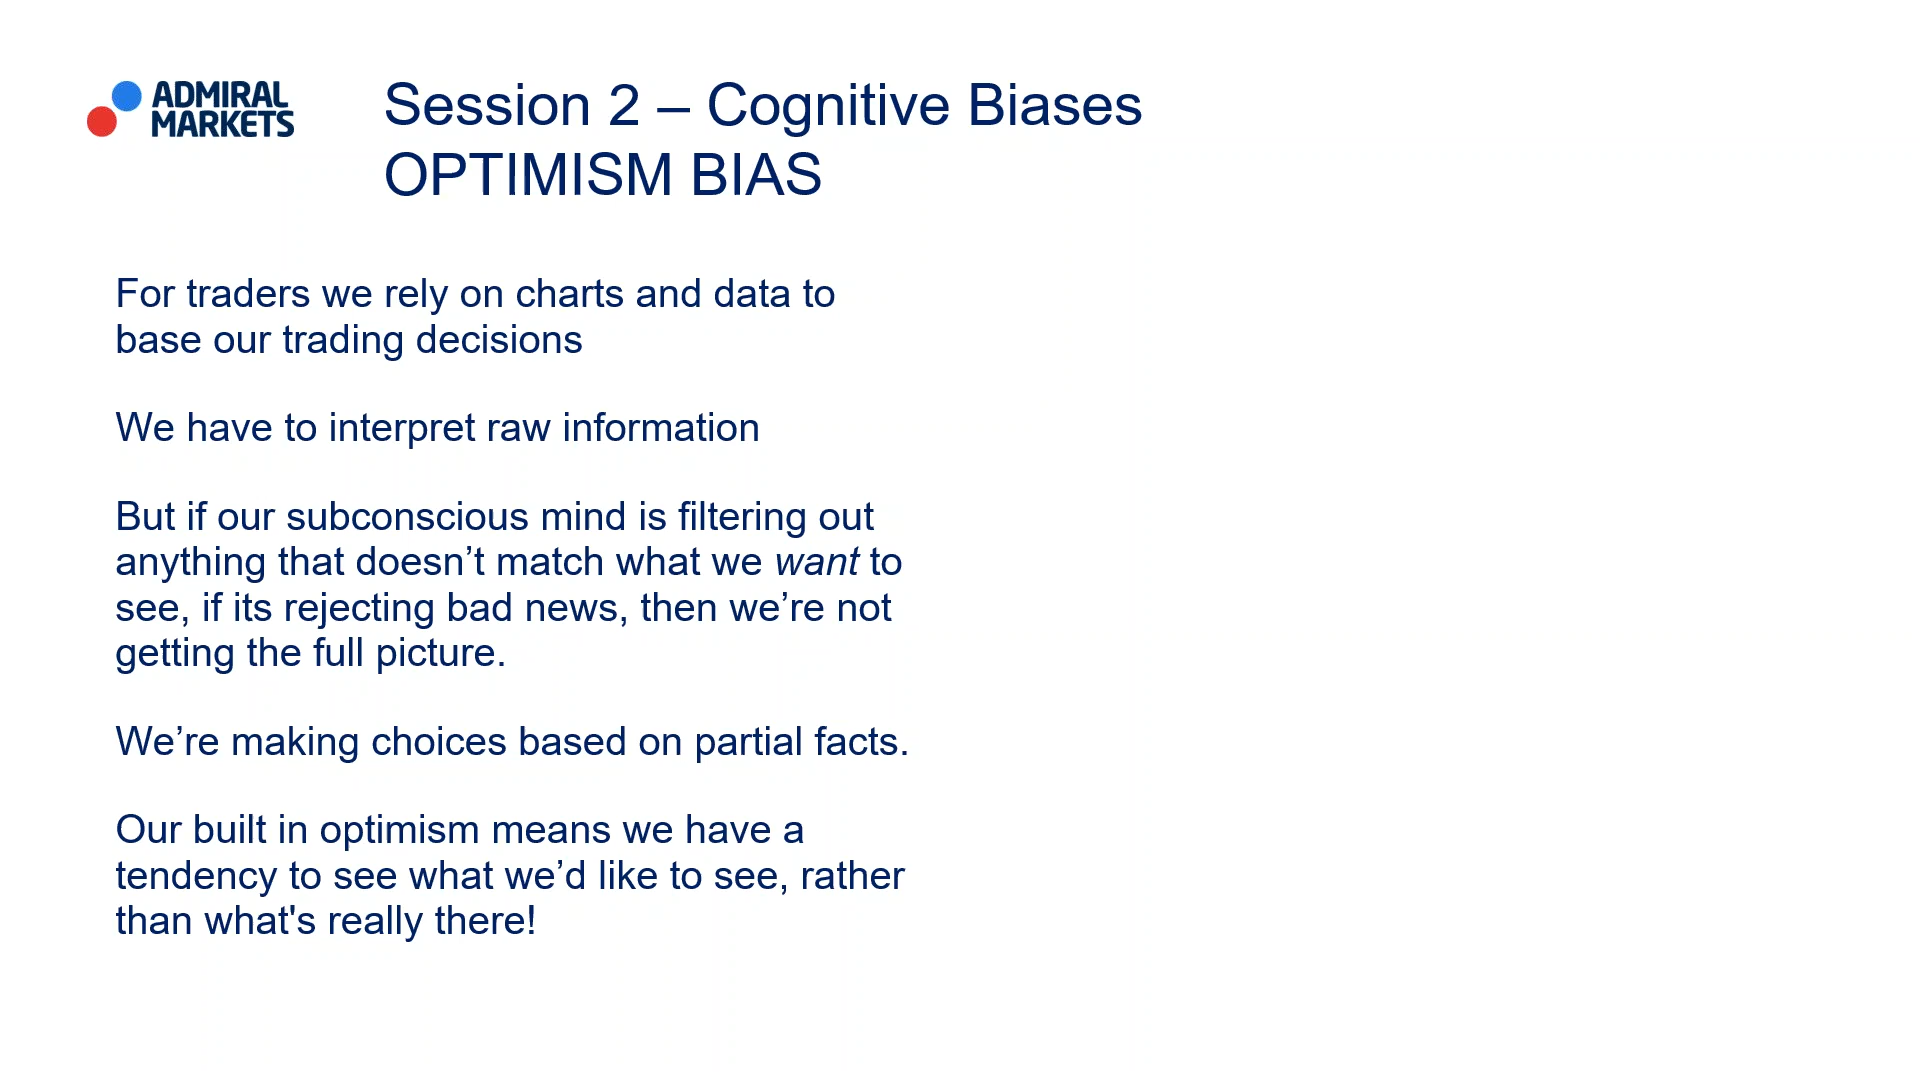 ADMIRAL
MARKETS
Session 2 – Cognitive Biases
OPTIMISM BIAS
For traders we rely on charts and data to
base our trading decisions
We have to interpret raw information
But if our subconscious mind is filtering out
anything that doesn’t match what we want to
see, if its rejecting bad news, then we’re not
getting the full picture.
We’re making choices based on partial facts.
Our built in optimism means we have a
tendency to see what we’d like to see, rather
than what's really there!